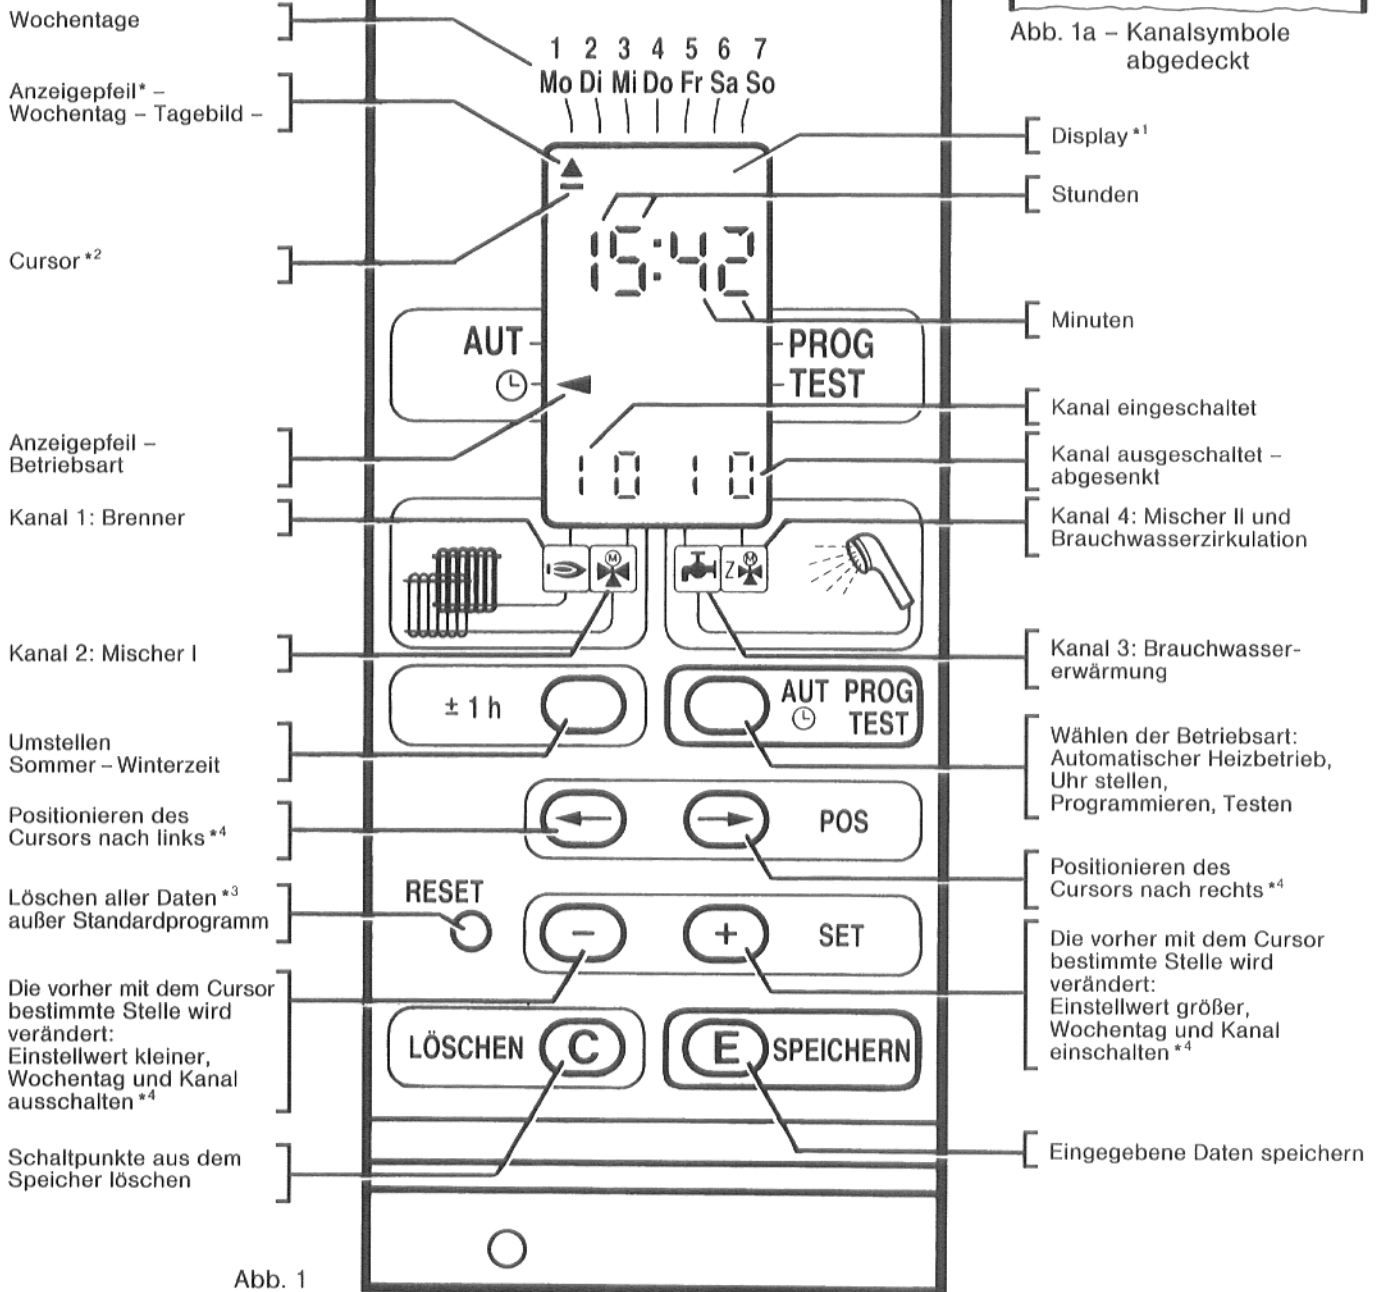 Wochentage
Anzeigepfeil* –
Wochentag – Tagebild –
Cursor *2
Anzeigepfeil –
Betriebsart
Kanal 1: Brenner
Kanal 2: Mischer I
Umstellen
Sommer – Winterzeit
Positionieren des
Cursors nach links *4
Löschen aller Daten *3
außer Standardprogramm
Die vorher mit dem Cursor
bestimmte Stelle wird
verändert:
Einstellwert kleiner,
Wochentag und Kanal
ausschalten *4
Schaltpunkte aus dem
Speicher löschen
Abb. 1
1 2 3 4 5 6 7
Mo Di Mi Do Fr Sa So
15:42
AUT
PROG
TEST
1 0 1 0
M
Z M
± 1 h
AUT PROG
TEST
POS
RESET
– + SET
LÖSCHEN C
E SPEICHERN
Abb. 1a – Kanalsymbole
abgedeckt
Display *1
Stunden
Minuten
Kanal eingeschaltet
Kanal ausgeschaltet –
abgesenkt
Kanal 4: Mischer II und
Brauchwasserzirkulation
Kanal 3: Brauchwasser-
erwärmung
Wählen der Betriebsart:
Automatischer Heizbetrieb,
Uhr stellen,
Programmieren, Testen
Positionieren des
Cursors nach rechts *4
Die vorher mit dem Cursor
bestimmte Stelle wird
verändert:
Einstellwert größer,
Wochentag und Kanal
einschalten *4
Eingegebene Daten speichern